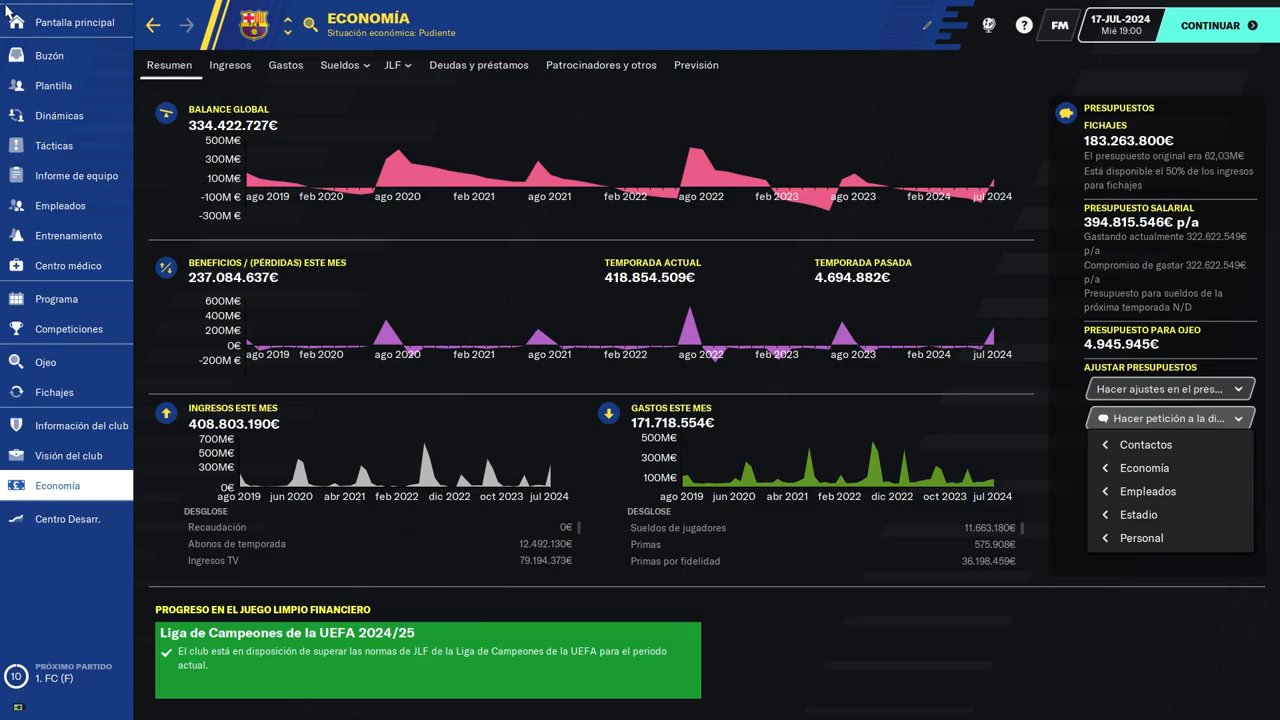 Pantalla principal
Buzón
Plantilla
Dinámicas
Tácticas
Informe de equipo
Empleados
Entrenamiento
Centro médico
Programa
Competiciones
Ojeo
Fichajes
Información del club
Visión del club
Economía
Centro Desarr.
10
PRÓXIMO PARTIDO
1. FC (F)
ECONOMÍA
Situación económica: Pudiente
?
FM
17-JUL-2024
Mié 19:00
CONTINUAR
Resumen Ingresos Gastos Sueldos JLF Deudas y préstamos Patrocinadores y otros Previsión
BALANCE GLOBAL
334.422.727€
500M€
300M€
100M€
-100M €
-300M €
ago 2019 feb 2020 ago 2020 feb 2021 ago 2021 feb 2022 ago 2022 feb 2023 ago 2023 feb 2024 jul 2024
BENEFICIOS / (PÉRDIDAS) ESTE MES
237.084.637€
TEMPORADA ACTUAL
418.854.509€
TEMPORADA PASADA
4.694.882€
600M€
400M€
200M€
0€
-200M €
ago 2019 feb 2020 ago 2020 feb 2021 ago 2021 feb 2022 ago 2022 feb 2023 ago 2023 feb 2024 jul 2024
INGRESOS ESTE MES
408.803.190€
700M€
500M€
300M€
0€
ago 2019 jun 2020 abr 2021 feb 2022 dic 2022 oct 2023 jul 2024
DESGLOSE
Recaudación 0€
Abonos de temporada 12.492.130€
Ingresos TV 79.194.373€
GASTOS ESTE MES
171.718.554€
500M€
300M€
100M€
ago 2019 jun 2020 abr 2021 feb 2022 dic 2022 oct 2023 jul 2024
DESGLOSE
Sueldos de jugadores 11.663.180€
Primas 575.908€
Primas por fidelidad 36.198.459€
PROGRESO EN EL JUEGO LIMPIO FINANCIERO
Liga de Campeones de la UEFA 2024/25
El club está en disposición de superar las normas de JLF de la Liga de Campeones de la UEFA para el periodo
actual.
PRESUPUESTOS
FICHAJES
183.263.800€
El presupuesto original era 62,03M€
Está disponible el 50% de los ingresos
para fichajes
PRESUPUESTO SALARIAL
394.815.546€ p/a
Gastando actualmente 322.622.549€
p/a
Compromiso de gastar 322.622.549€
p/a
Presupuesto para sueldos de la
próxima temporada N/D
PRESUPUESTO PARA OJEO
4.945.945€
AJUSTAR PRESUPUESTOS
Hacer ajustes en el pres...
Hacer petición a la di...
Contactos
Economía
Empleados
Estadio
Personal